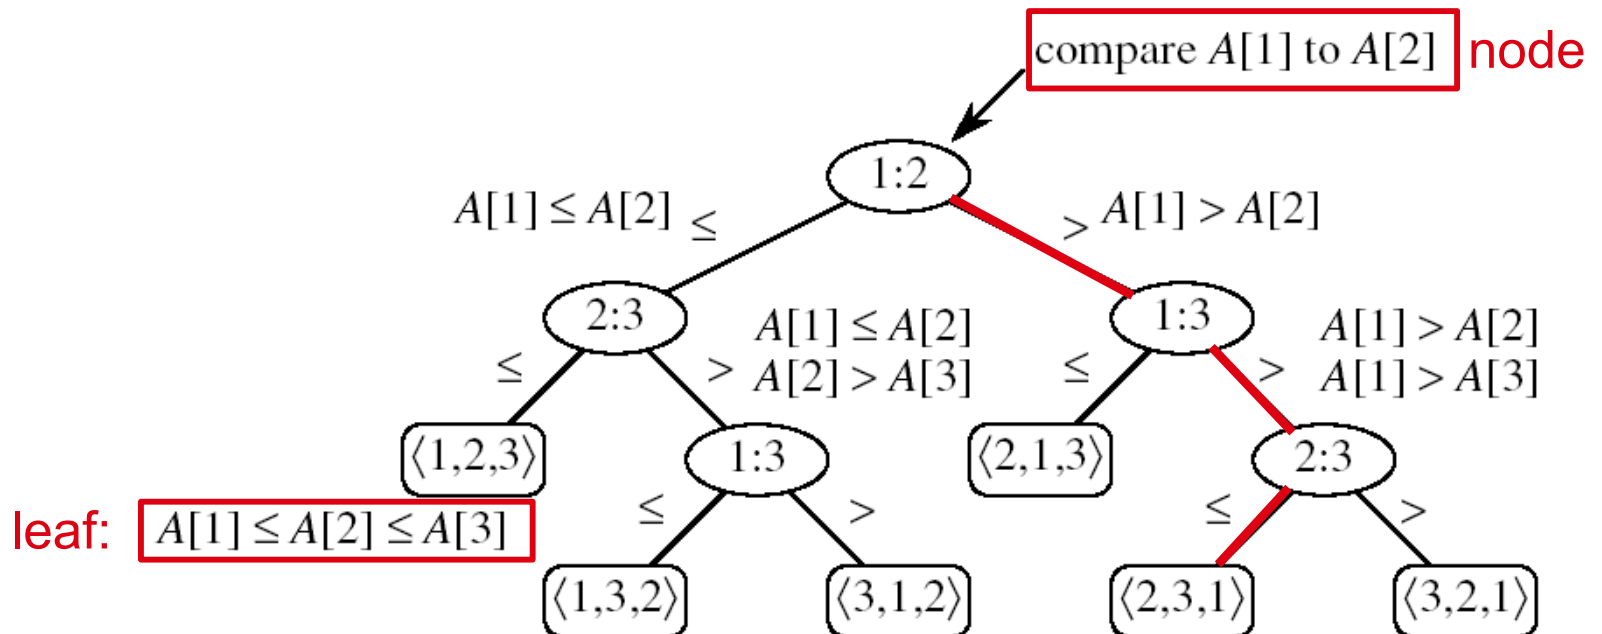 compare A[1] to A[2] node
1:2
A[1] ≤ A[2] ≤
> A[1] > A[2]
2:3
1:3
≤
> A[1] ≤ A[2]
A[2] > A[3]
≤
> A[1] > A[2]
A[1] > A[3]
⟨1,2,3⟩
1:3
⟨2,1,3⟩
2:3
leaf: A[1] ≤ A[2] ≤ A[3]
≤
>
≤
>
⟨1,3,2⟩
⟨3,1,2⟩
⟨2,3,1⟩
⟨3,2,1⟩